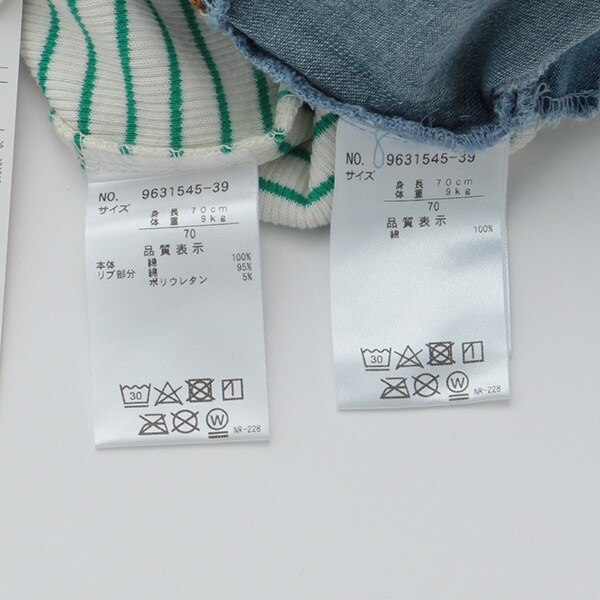 NO. 9631545-39
サイズ
身長 70cm
体重 9kg
70
品質表示
本体 綿 100%
リブ部分 綿 95%
ポリウレタン 5%
30
W
NR-228
NO. 9631545-39
サイズ
身長 70cm
体重 9kg
70
品質表示
綿 100%
30
W
NR-228